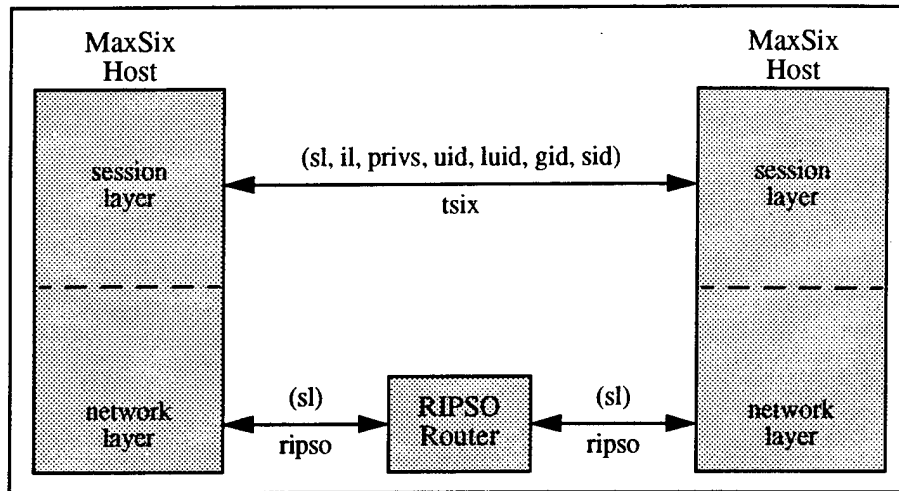 MaxSix
Host
MaxSix
Host
session
layer
(sl, il, privs, uid, luid, gid, sid)
tsix
session
layer
network
layer
(sl)
ripso
RIPSO
Router
(sl)
ripso
network
layer